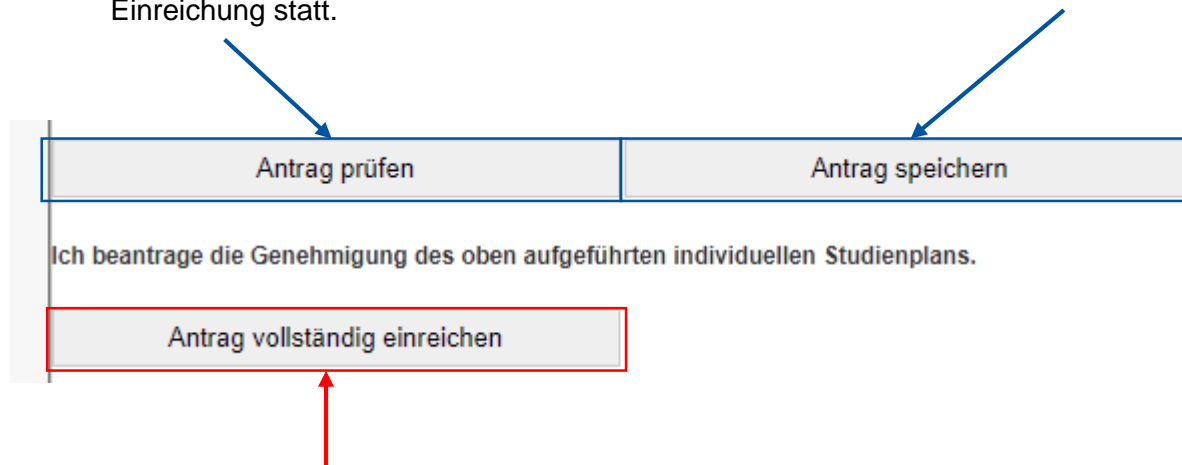 Einreichung statt.
Antrag prüfen
Antrag speichern
Ich beantrage die Genehmigung des oben aufgeführten individuellen Studienplans.
Antrag vollständig einreichen